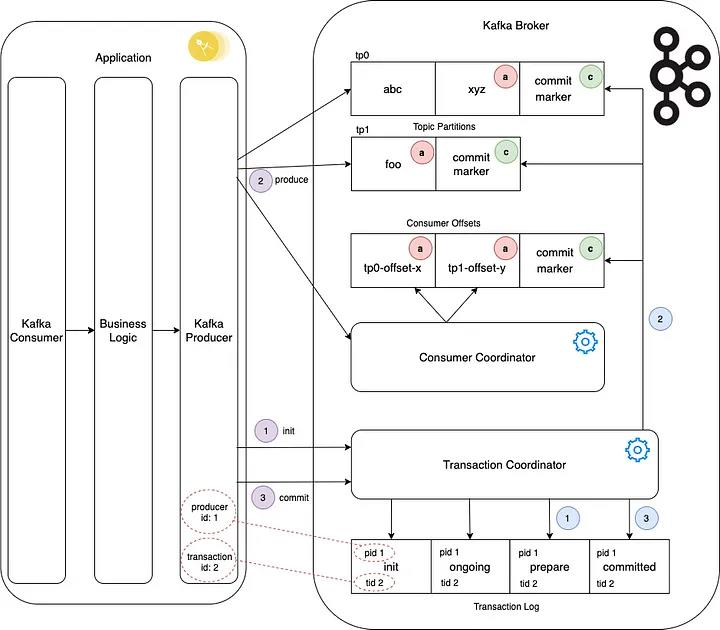 Kafka Broker
Application
tp0
abc
xyz
a
commit
marker
c
Topic Partitions
tp1
foo
a
commit
marker
c
2
produce
Consumer Offsets
a
tp0-offset-x
a
tp1-offset-y
commit
marker
c
Kafka
Consumer
Business
Logic
Kafka
Producer
2
Consumer Coordinator
1
init
Transaction Coordinator
3
commit
producer
id: 1
transaction
id: 2
1
3
pid 1
init
tid 2
pid 1
ongoing
tid 2
pid 1
prepare
tid 2
pid 1
committed
tid 2
Transaction Log